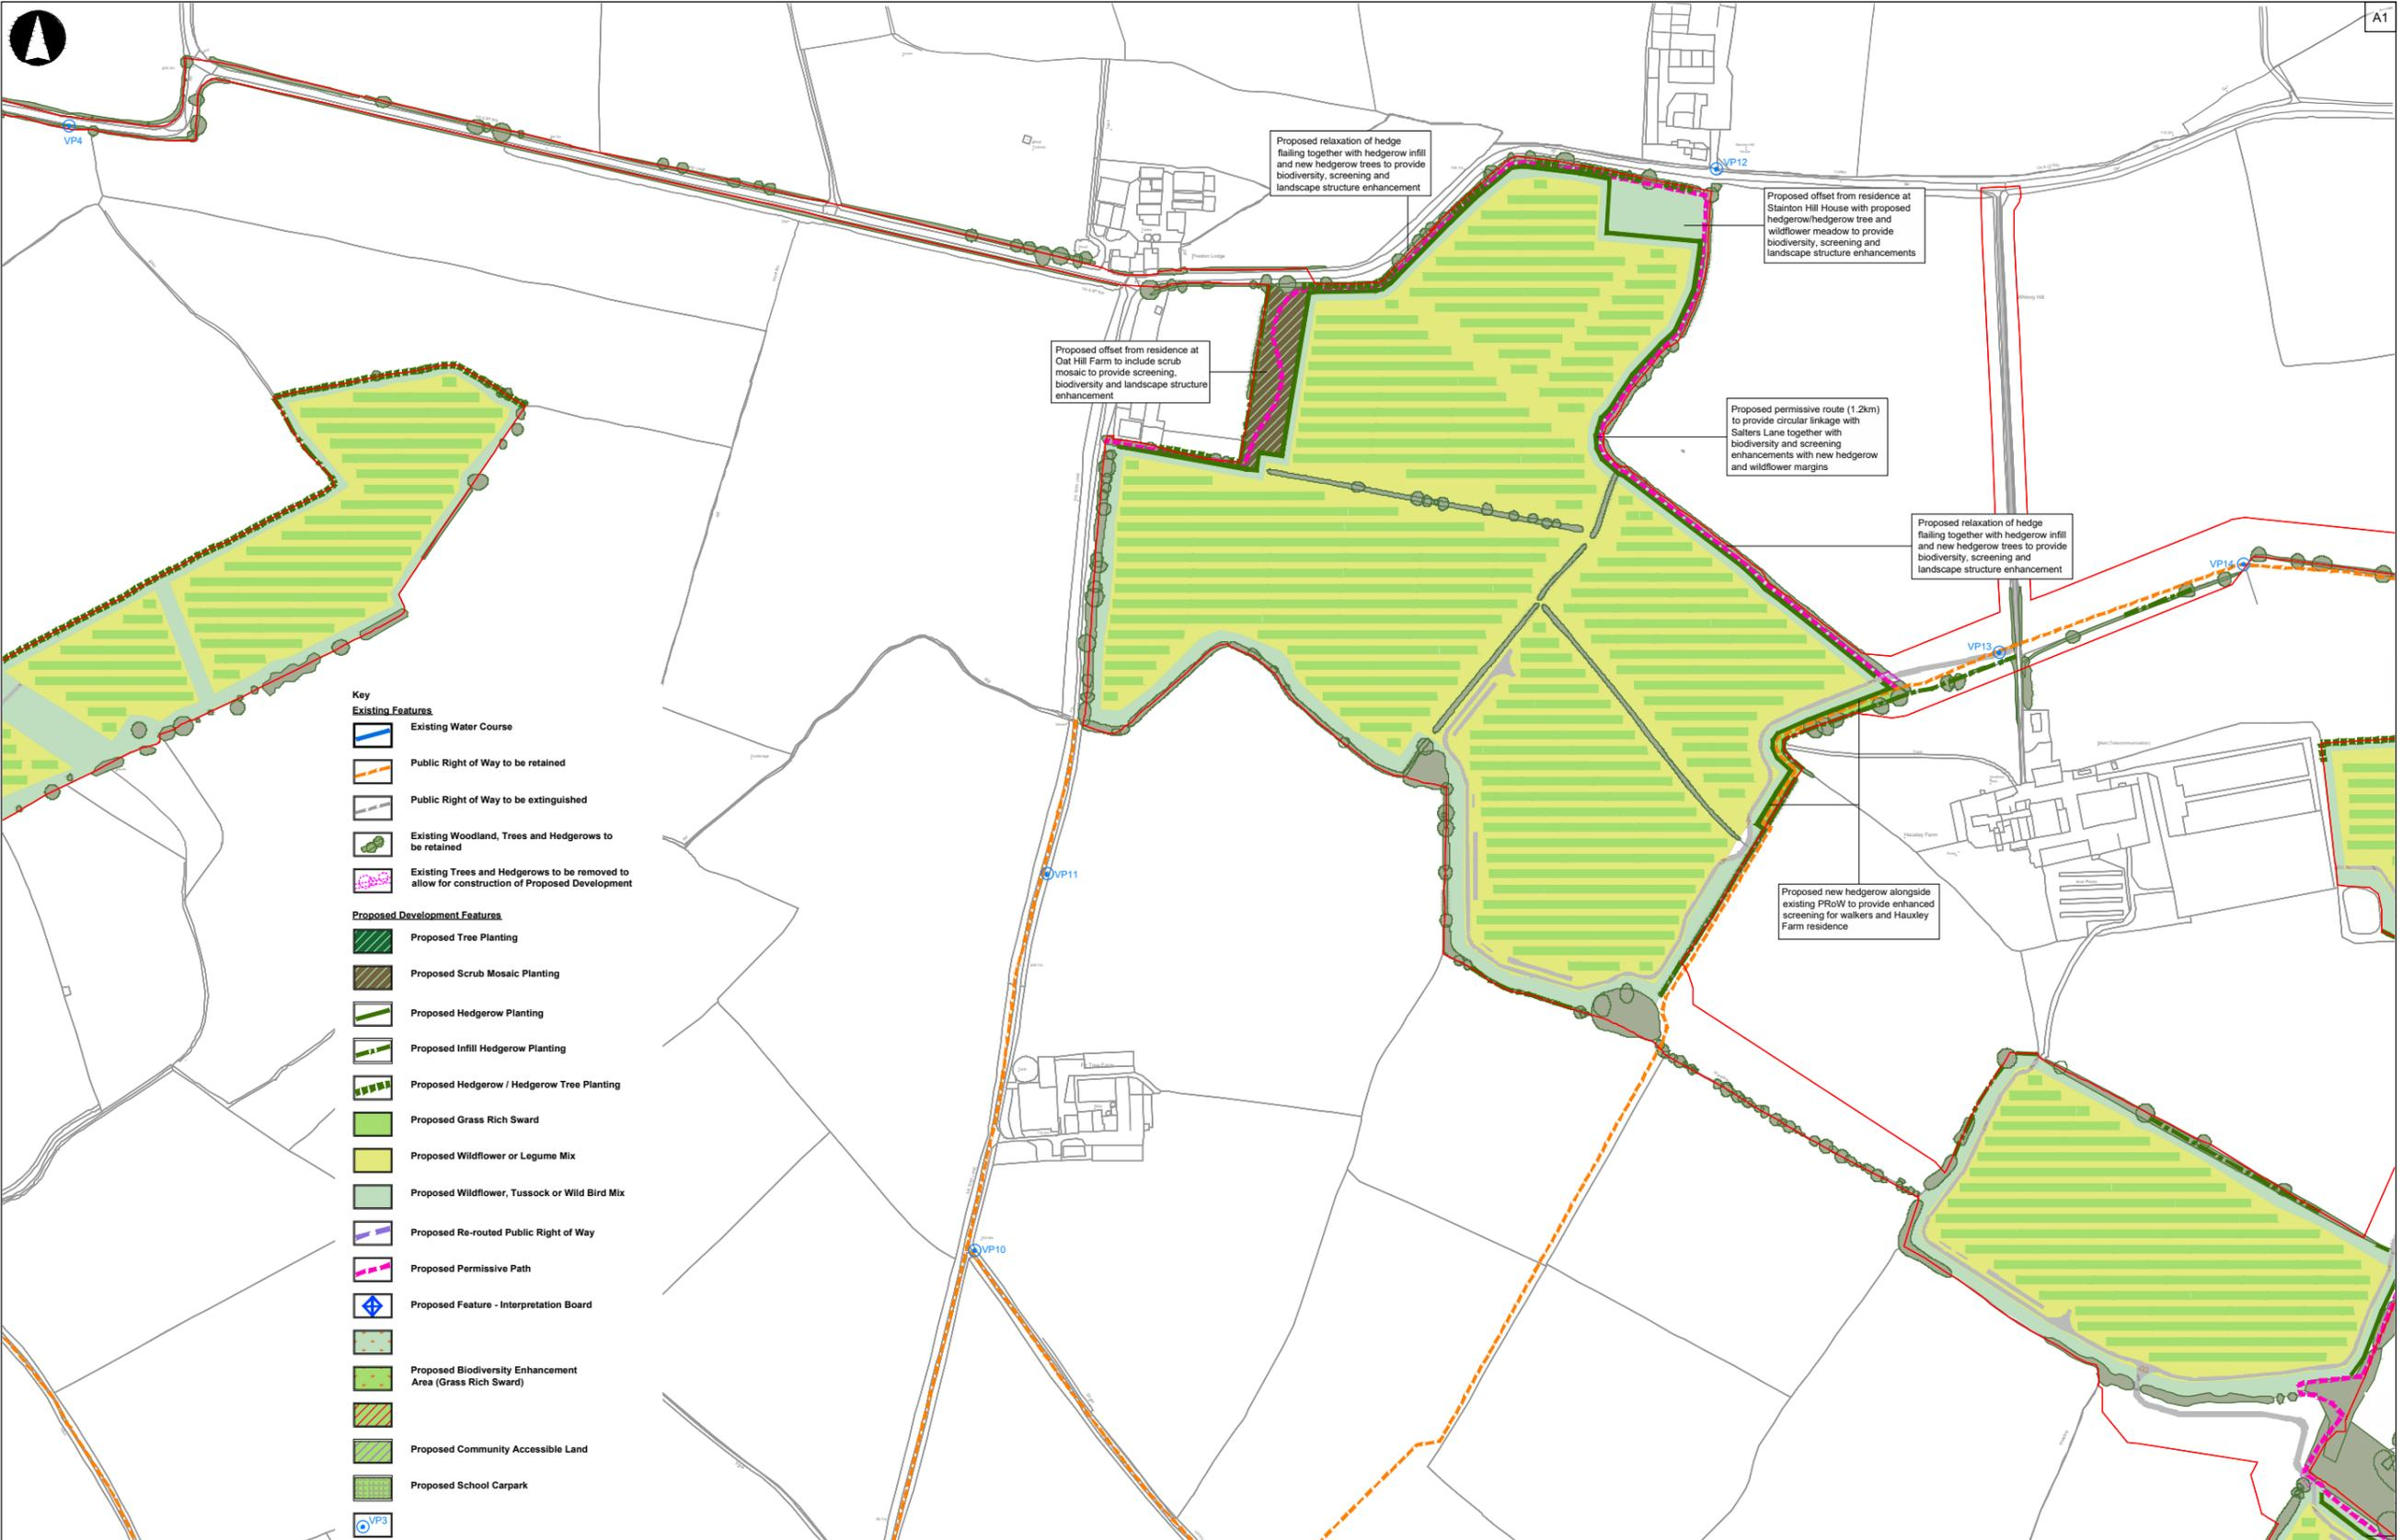 A1
VP4
VP12
Proposed relaxation of hedge
flailing together with hedgerow infill
and new hedgerow trees to provide
biodiversity, screening and
landscape structure enhancement
Proposed offset from residence at
Stainton Hill House with proposed
hedgerow/hedgerow tree and
wildflower meadow to provide
biodiversity, screening and
landscape structure enhancements
Preston Lodge
Proposed offset from residence at
Oat Hill Farm to include scrub
mosaic to provide screening,
biodiversity and landscape structure
enhancement
Proposed permissive route (1.2km)
to provide circular linkage with
Salters Lane together with
biodiversity and screening
enhancements with new hedgerow
and wildflower margins
Proposed relaxation of hedge
flailing together with hedgerow infill
and new hedgerow trees to provide
biodiversity, screening and
landscape structure enhancement
VP14
VP13
Hauxley Farm
Proposed new hedgerow alongside
existing PRoW to provide enhanced
screening for walkers and Hauxley
Farm residence
VP11
VP10
Key
Existing Features
Existing Water Course
Public Right of Way to be retained
Public Right of Way to be extinguished
Existing Woodland, Trees and Hedgerows to
be retained
Existing Trees and Hedgerows to be removed to
allow for construction of Proposed Development
Proposed Development Features
Proposed Tree Planting
Proposed Scrub Mosaic Planting
Proposed Hedgerow Planting
Proposed Infill Hedgerow Planting
Proposed Hedgerow / Hedgerow Tree Planting
Proposed Grass Rich Sward
Proposed Wildflower or Legume Mix
Proposed Wildflower, Tussock or Wild Bird Mix
Proposed Re-routed Public Right of Way
Proposed Permissive Path
Proposed Feature - Interpretation Board
Proposed Biodiversity Enhancement
Area (Grass Rich Sward)
Proposed Community Accessible Land
Proposed School Carpark
VP3